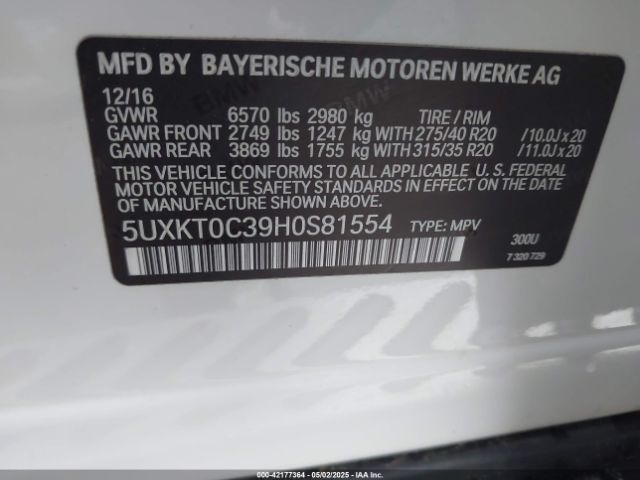 MFD BY BAYERISCHE MOTOREN WERKE AG
12/16
GVWR 6570 lbs 2980 kg TIRE / RIM
GAWR FRONT 2749 lbs 1247 kg WITH 275/40 R20 /10.0J x 20
GAWR REAR 3869 lbs 1755 kg WITH 315/35 R20 /11.0J x 20
THIS VEHICLE CONFORMS TO ALL APPLICABLE U. S. FEDERAL
MOTOR VEHICLE SAFETY STANDARDS IN EFFECT ON THE DATE
OF MANUFACTURE SHOWN ABOVE.
5UXKT0C39H0S81554 TYPE: MPV 300U
7 320 729
000-42177364 - 05/02/2025 - IAA Inc.